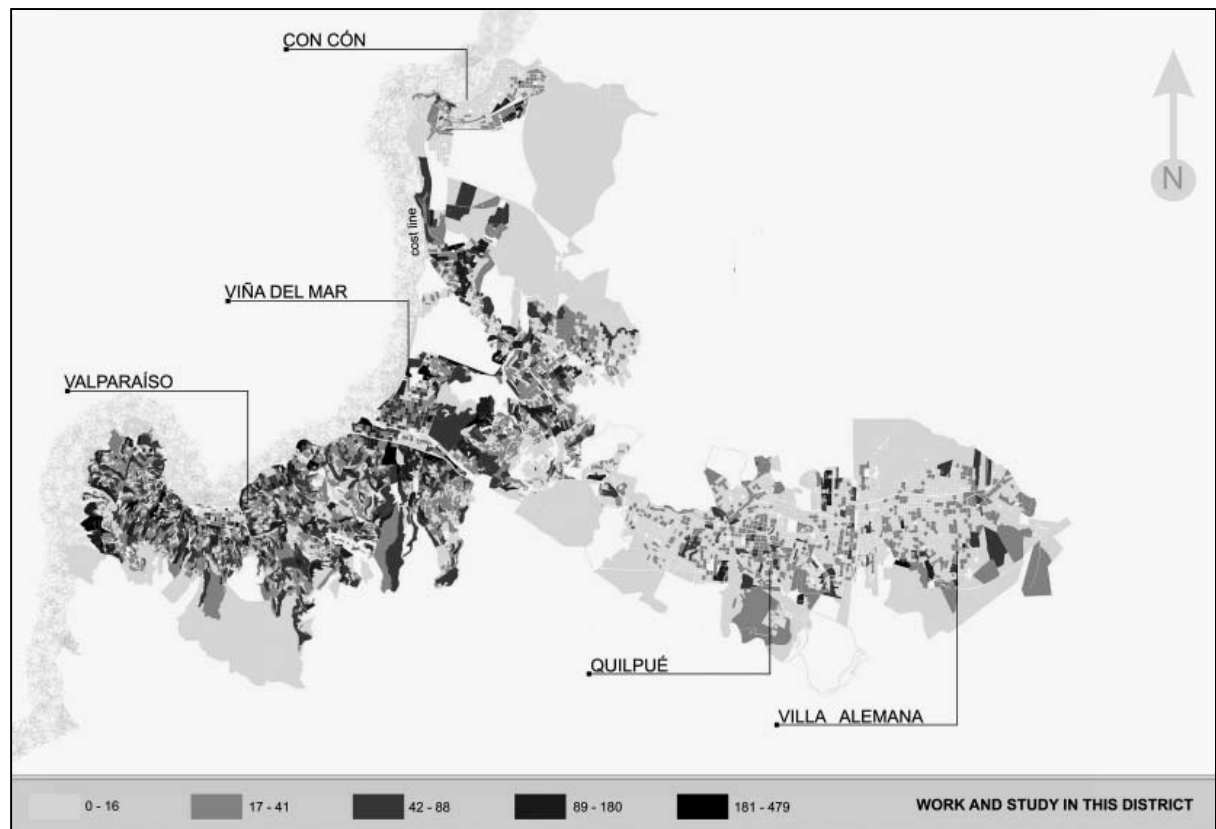 CON CÓN
N
cost line
VIÑA DEL MAR
VALPARAÍSO
QUILPUÉ
VILLA ALEMANA
0 - 16
17 - 41
42 - 88
89 - 180
181 - 479
WORK AND STUDY IN THIS DISTRICT